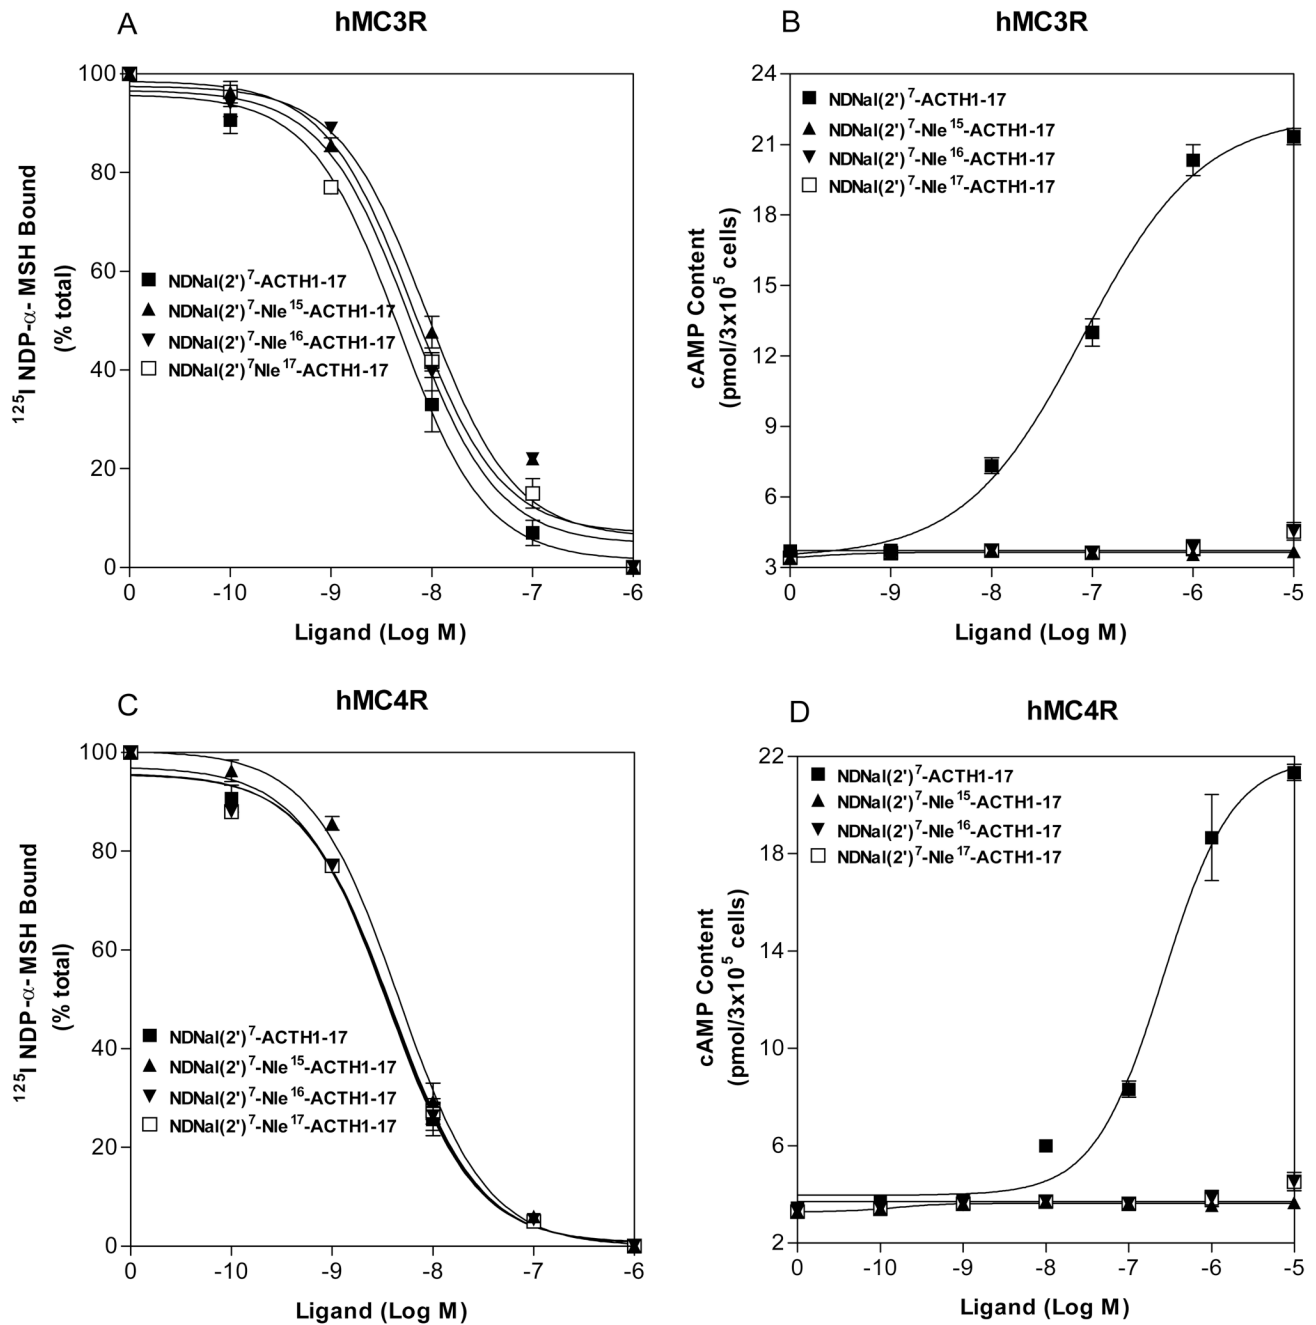 A
hMC3R
100
80
60
40
20
0
¹²⁵I NDP-α- MSH Bound
(% total)
NDNal(2')⁷-ACTH1-17
NDNal(2')⁷-Nle¹⁵-ACTH1-17
NDNal(2')⁷-Nle¹⁶-ACTH1-17
NDNal(2')⁷Nle¹⁷-ACTH1-17
0 -10 -9 -8 -7 -6
Ligand (Log M)
B
hMC3R
24
21
18
15
12
9
6
3
cAMP Content
(pmol/3x10⁵ cells)
NDNal(2')⁷-ACTH1-17
NDNal(2')⁷-Nle¹⁵-ACTH1-17
NDNal(2')⁷-Nle¹⁶-ACTH1-17
NDNal(2')⁷-Nle¹⁷-ACTH1-17
0 -9 -8 -7 -6 -5
Ligand (Log M)
C
hMC4R
100
80
60
40
20
0
¹²⁵I NDP-α-MSH Bound
(% total)
NDNal(2')⁷-ACTH1-17
NDNal(2')⁷-Nle¹⁵-ACTH1-17
NDNal(2')⁷-Nle¹⁶-ACTH1-17
NDNal(2')⁷-Nle¹⁷-ACTH1-17
0 -10 -9 -8 -7 -6
Ligand (Log M)
D
hMC4R
22
18
14
10
6
2
cAMP Content
(pmol/3x10⁵ cells)
NDNal(2')⁷-ACTH1-17
NDNal(2')⁷-Nle¹⁵-ACTH1-17
NDNal(2')⁷-Nle¹⁶-ACTH1-17
NDNal(2')⁷-Nle¹⁷-ACTH1-17
0 -10 -9 -8 -7 -6 -5
Ligand (Log M)